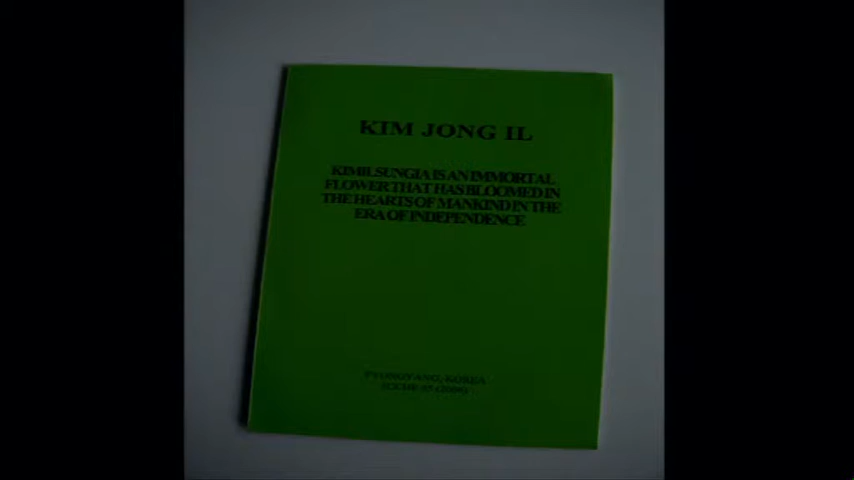 KIM JONG IL
KIMILSUNGIA IS AN IMMORTAL
FLOWER THAT HAS BLOOMED IN
THE HEARTS OF MANKIND IN THE
ERA OF INDEPENDENCE
PYONGYANG, KOREA